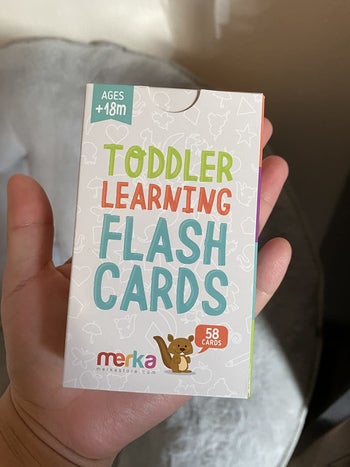 AGES
+18m
TODDLER
LEARNING
FLASH
CARDS
58
CARDS
merka
merkastore.com